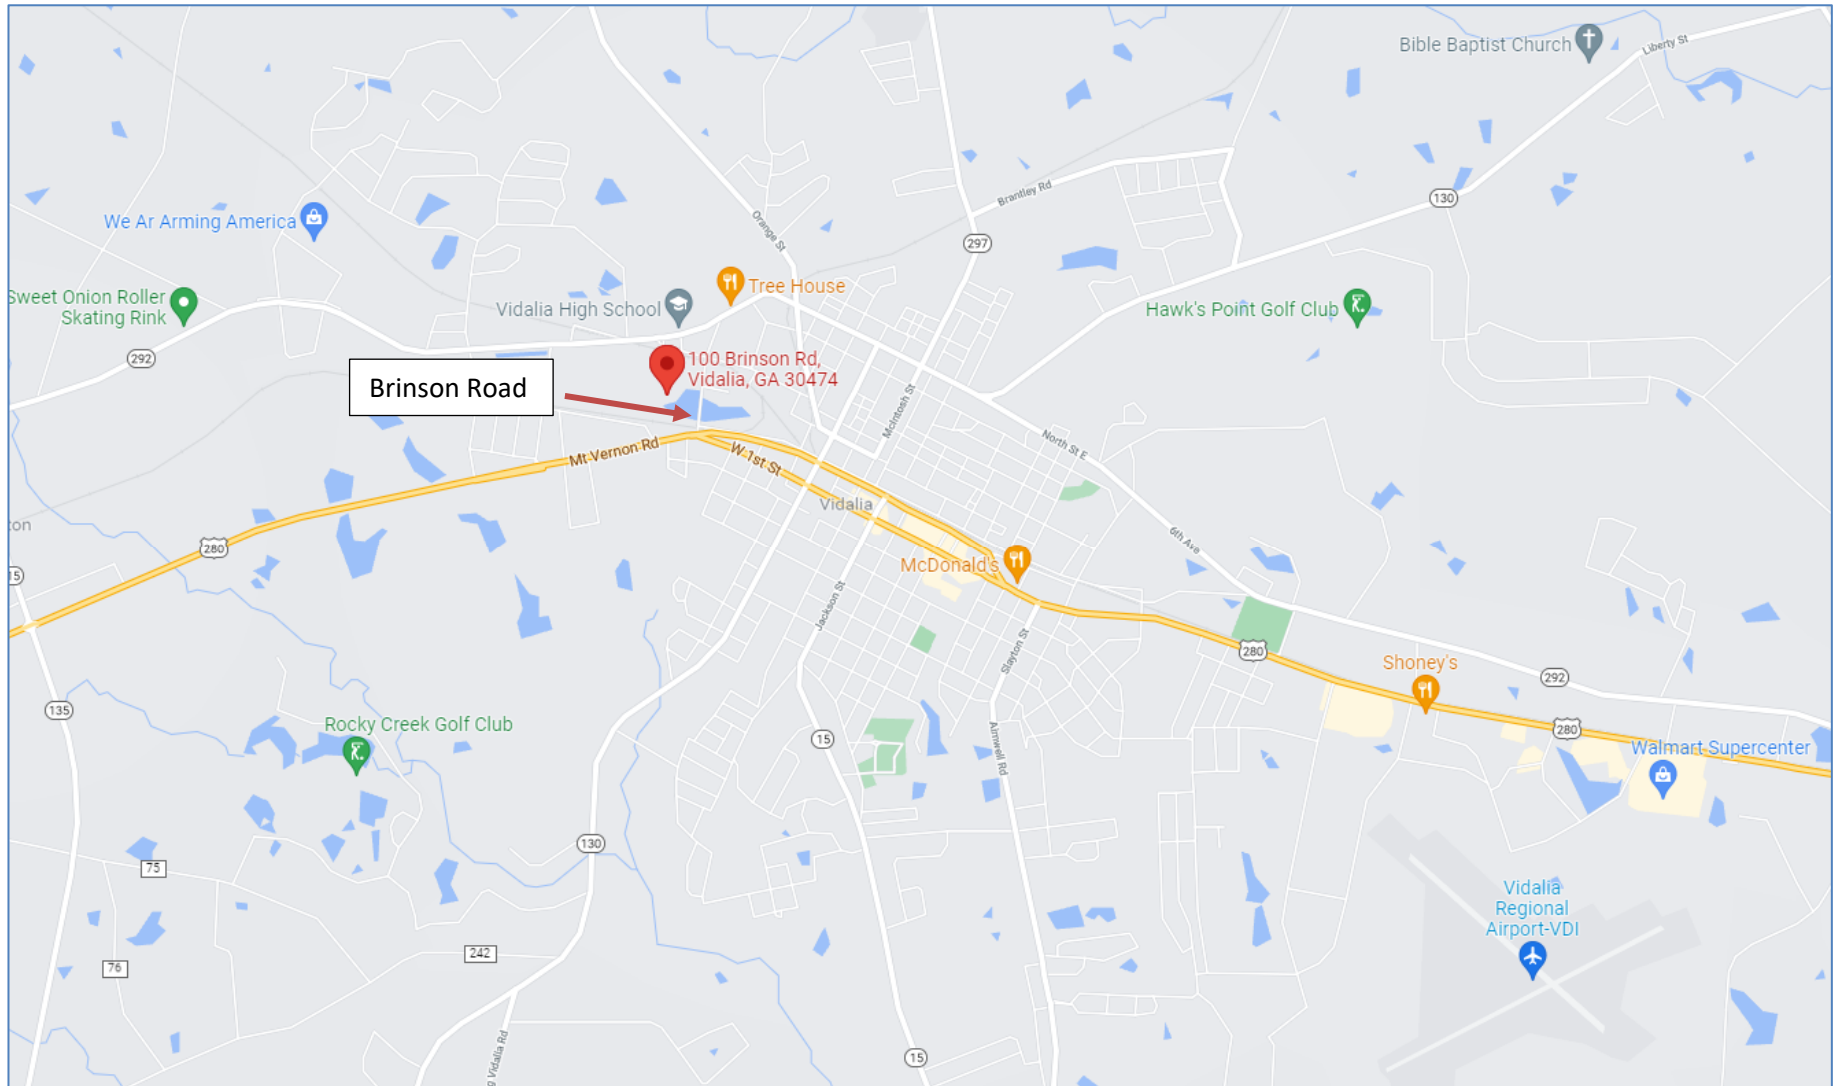 Bible Baptist Church
Liberty St
Brantley Rd
130
We Ar Arming America
Orange St
297
Sweet Onion Roller
Skating Rink
Tree House
Vidalia High School
Hawk's Point Golf Club
292
100 Brinson Rd,
Vidalia, GA 30474
Brinson Road
McIntosh St
North St E
Mt Vernon Rd
W 1st St
Vidalia
ton
280
6th Ave
McDonald's
15
Jackson St
Slayton St
280
Shoney's
292
135
Rocky Creek Golf Club
15
Aimwell Rd
280
Walmart Supercenter
130
75
Vidalia
Regional
Airport-VDI
242
76
15
g Vidalia Rd